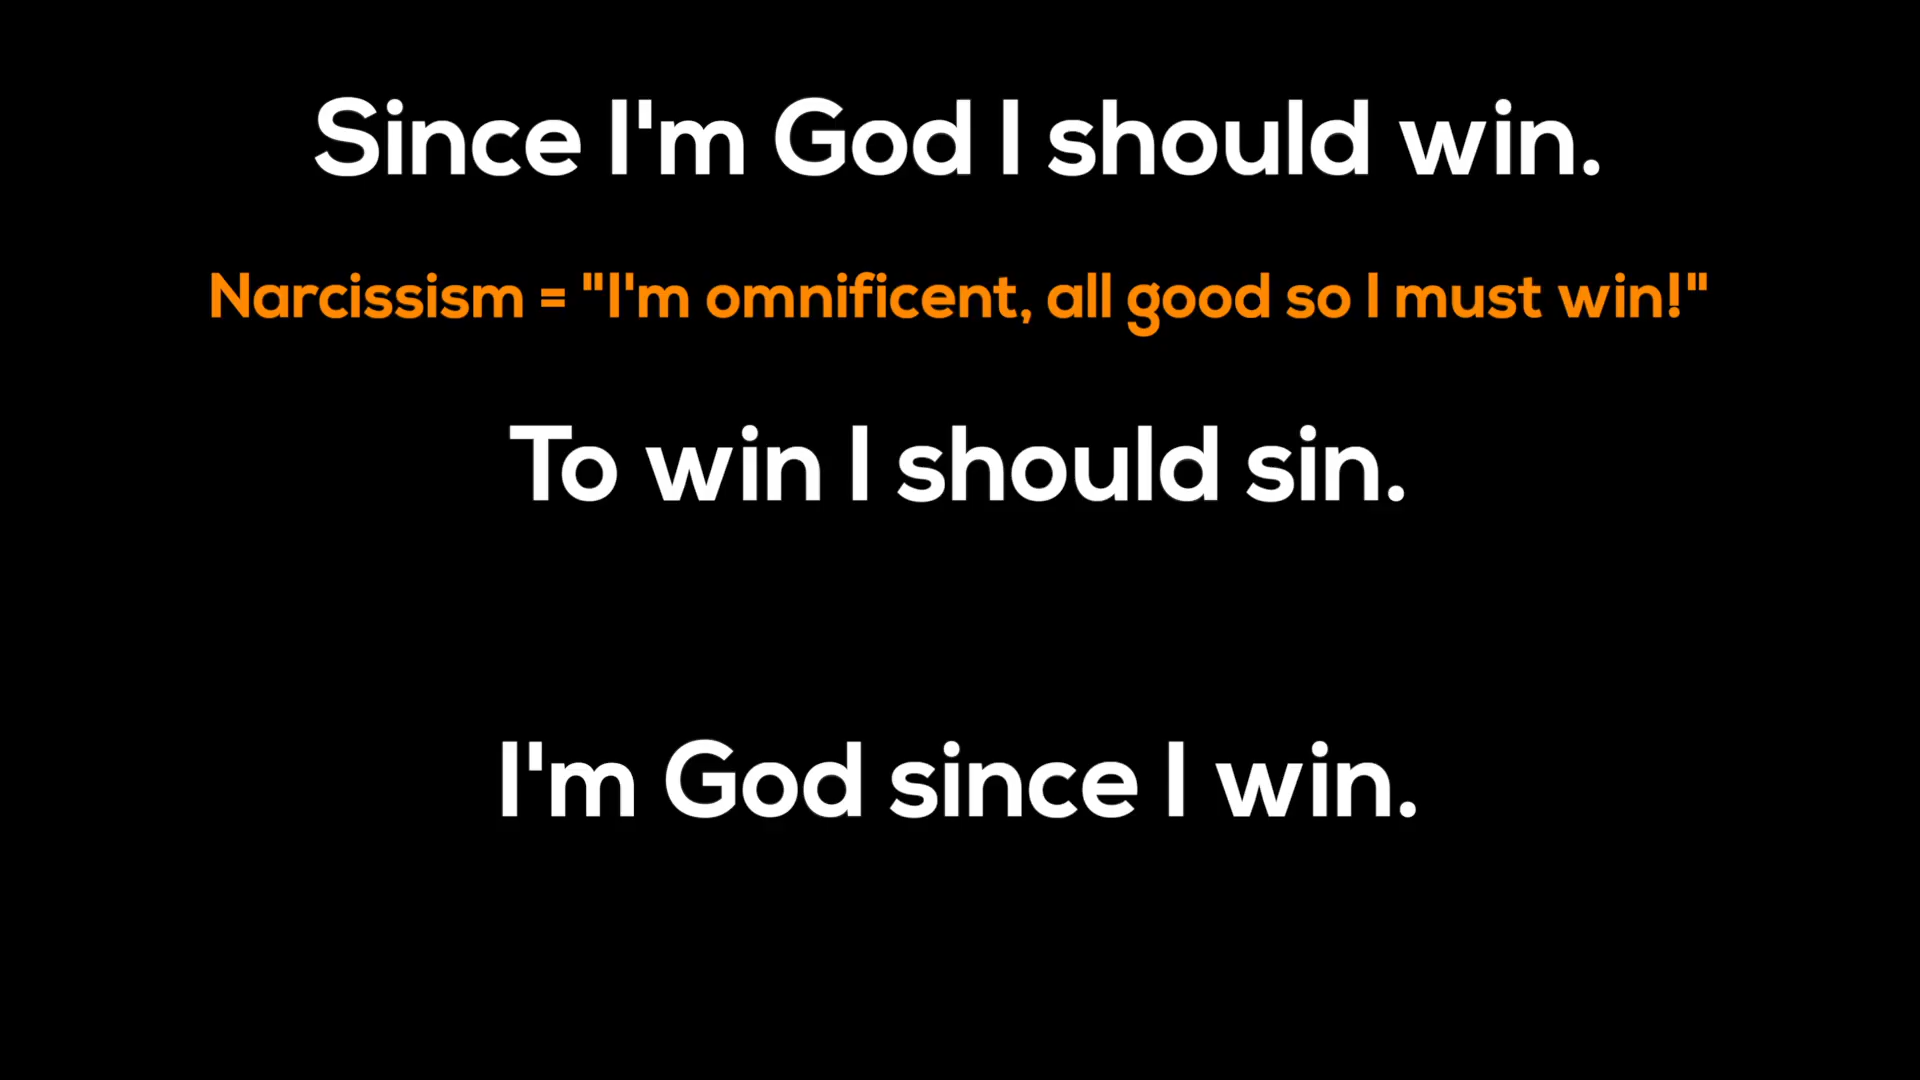 Since I'm God I should win.
Narcissism = "I'm omnificent, all good so I must win!"
To win I should sin.
I'm God since I win.